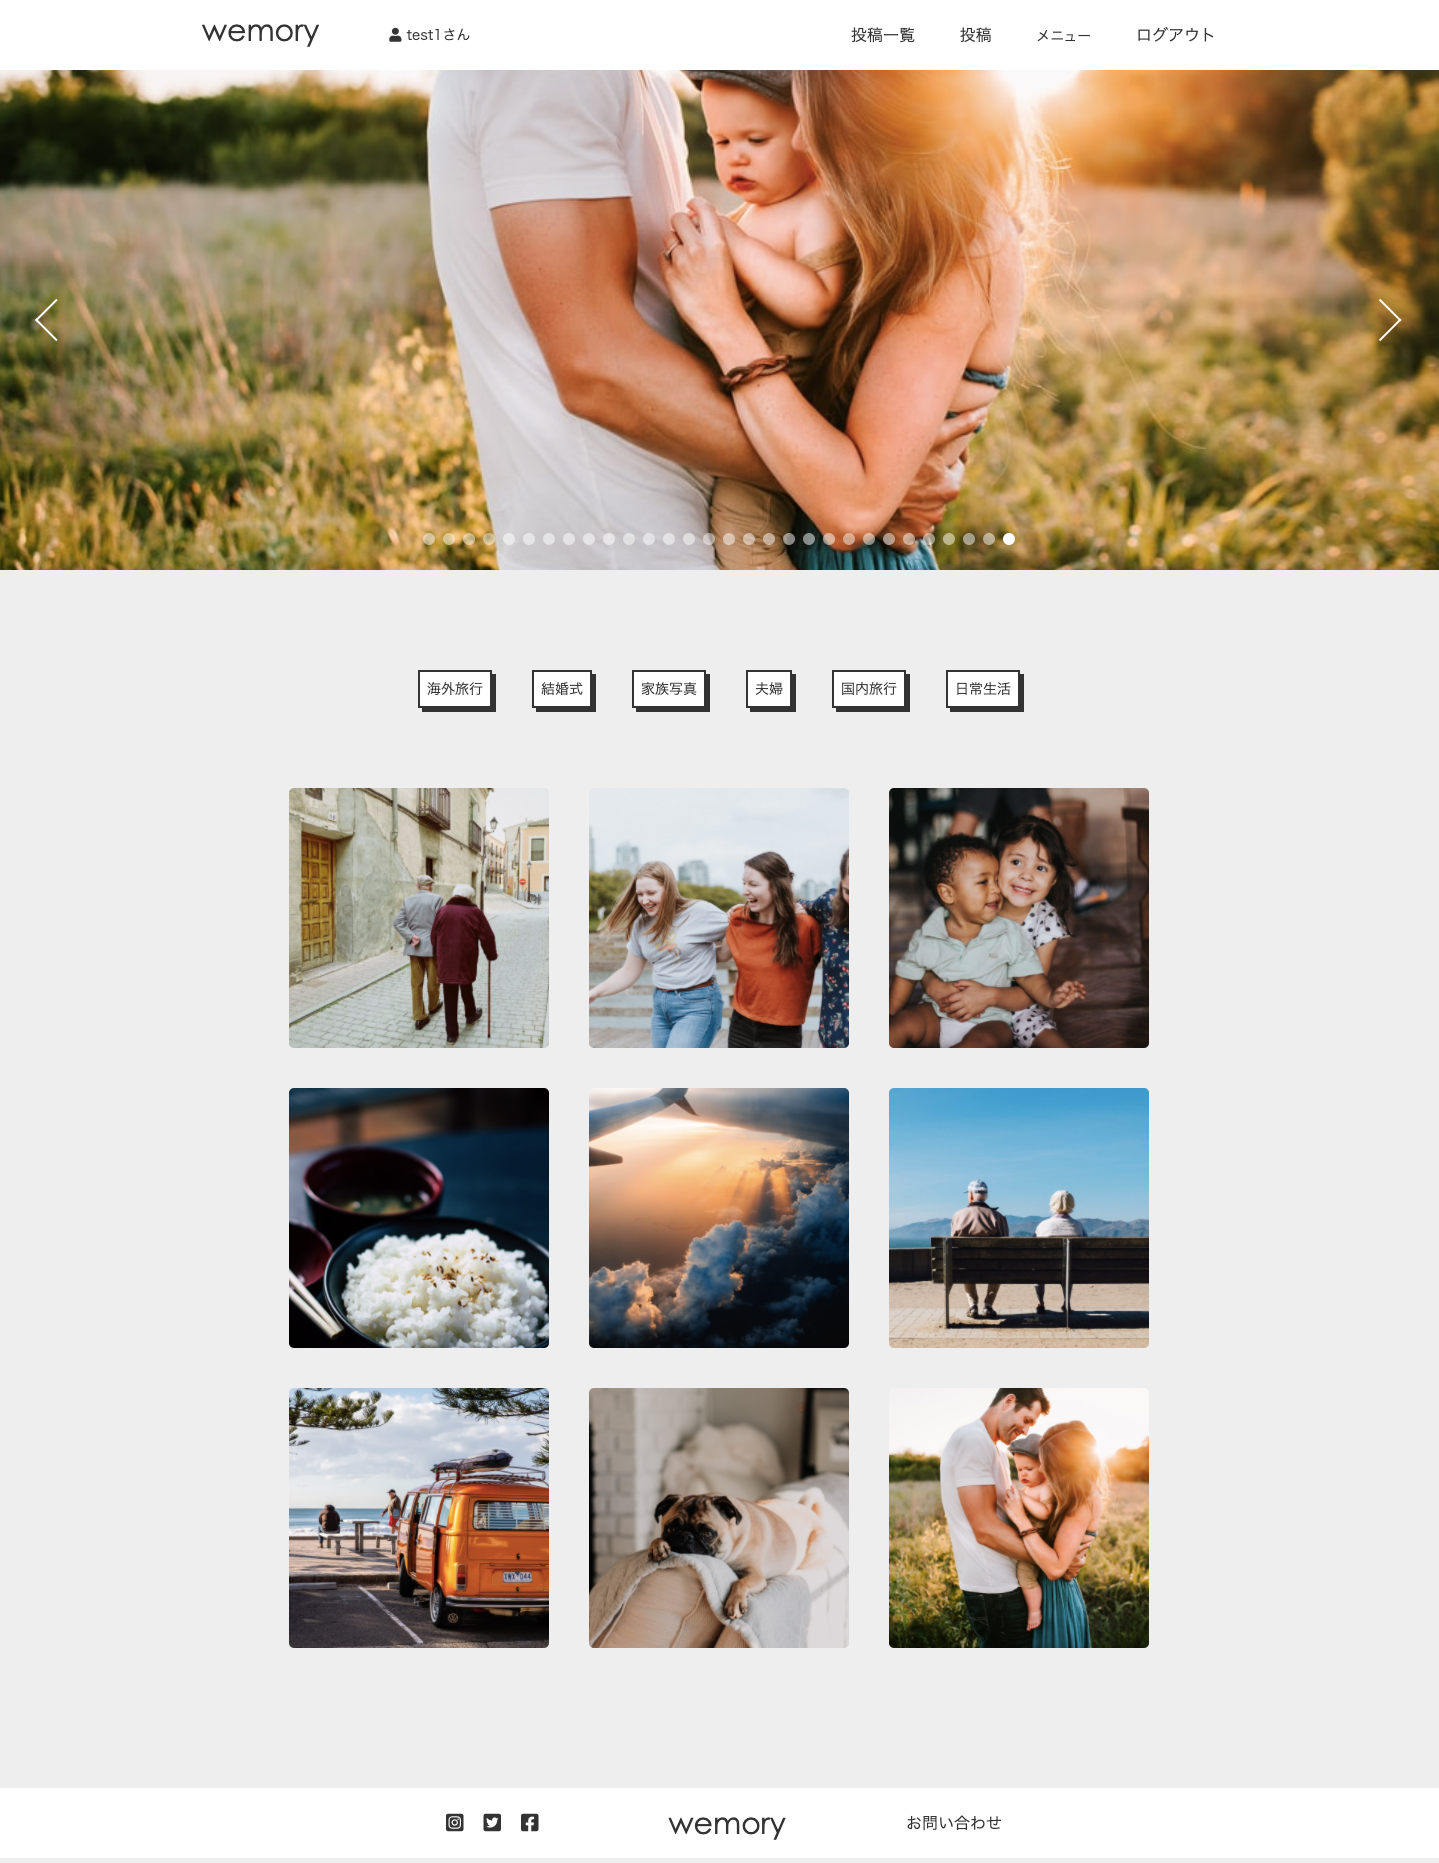 wemory test1さん 投稿一覧 投稿 メニュー ログアウト
海外旅行 結婚式 家族写真 夫婦 国内旅行 日常生活
wemory お問い合わせ